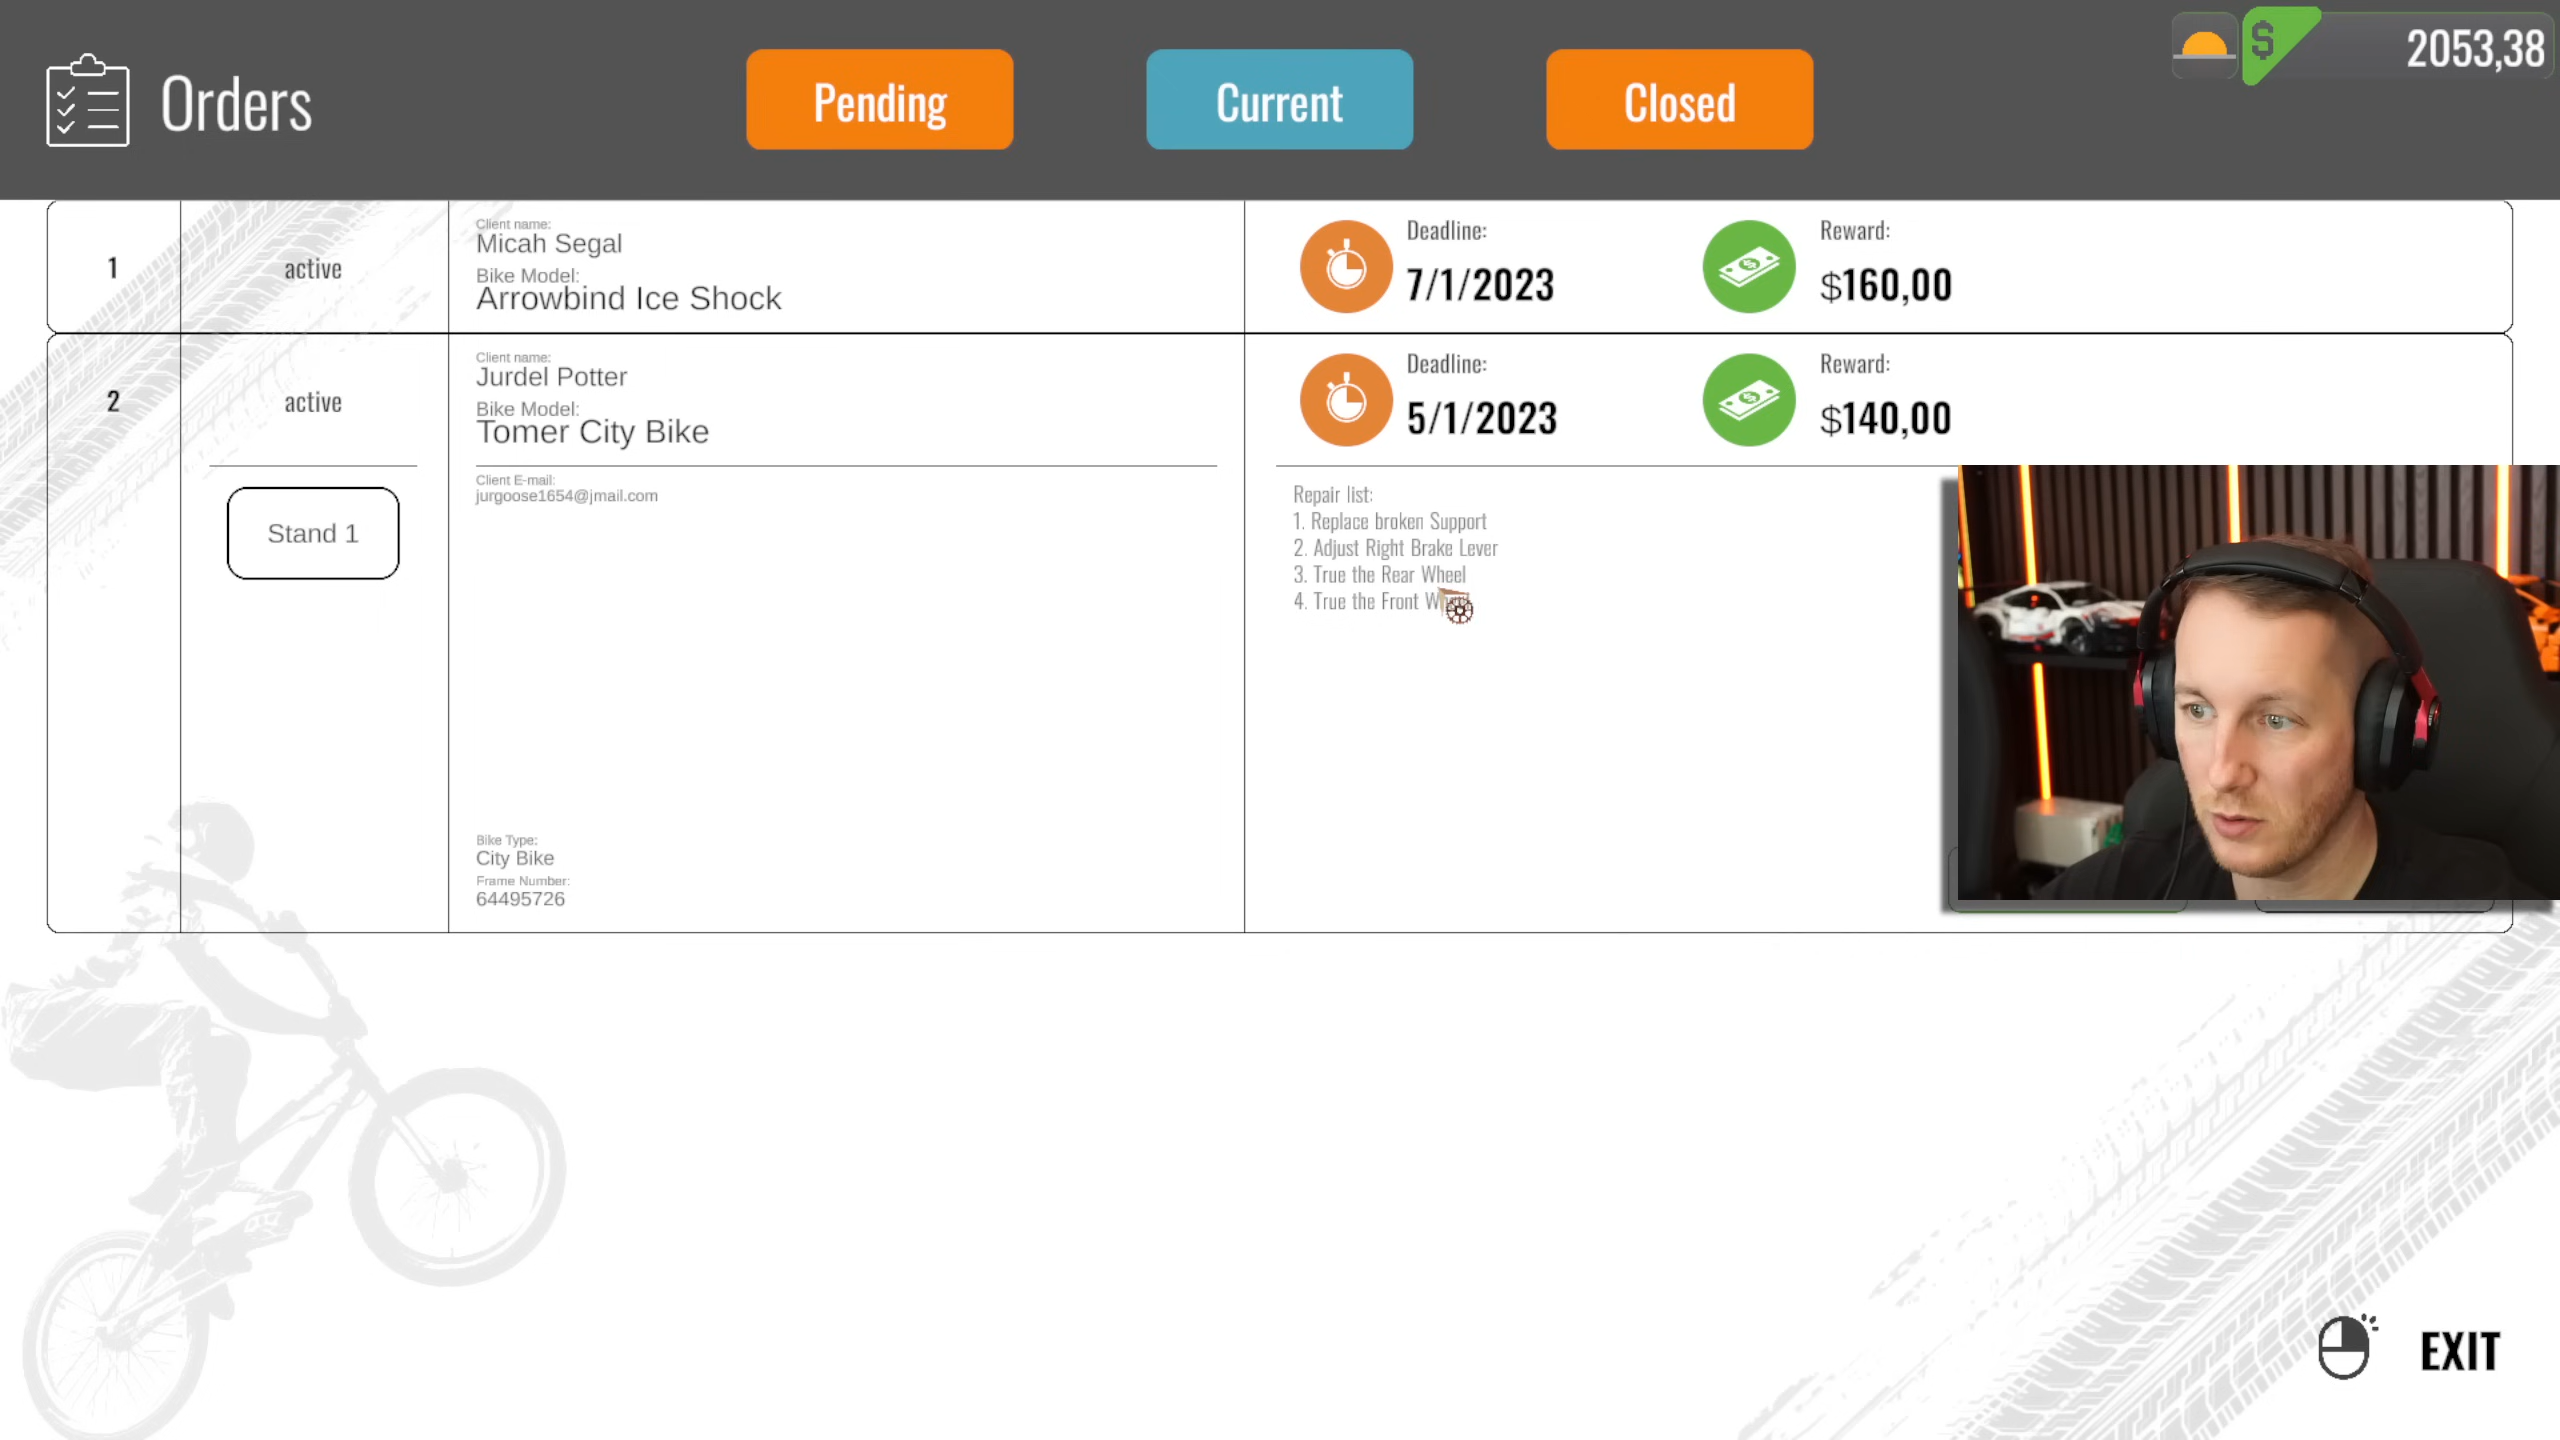 Orders
Pending
Current
Closed
$
2053,38
1
active
Client name:
Micah Segal
Bike Model:
Arrowbind Ice Shock
Deadline:
7/1/2023
Reward:
$160,00
2
active
Client name:
Jurdel Potter
Bike Model:
Tomer City Bike
Deadline:
5/1/2023
Reward:
$140,00
Stand 1
Client E-mail:
jurgoose1654@jmail.com
Repair list:
1. Replace broken Support
2. Adjust Right Brake Lever
3. True the Rear Wheel
4. True the Front
Bike Type:
City Bike
Frame Number:
64495726
EXIT